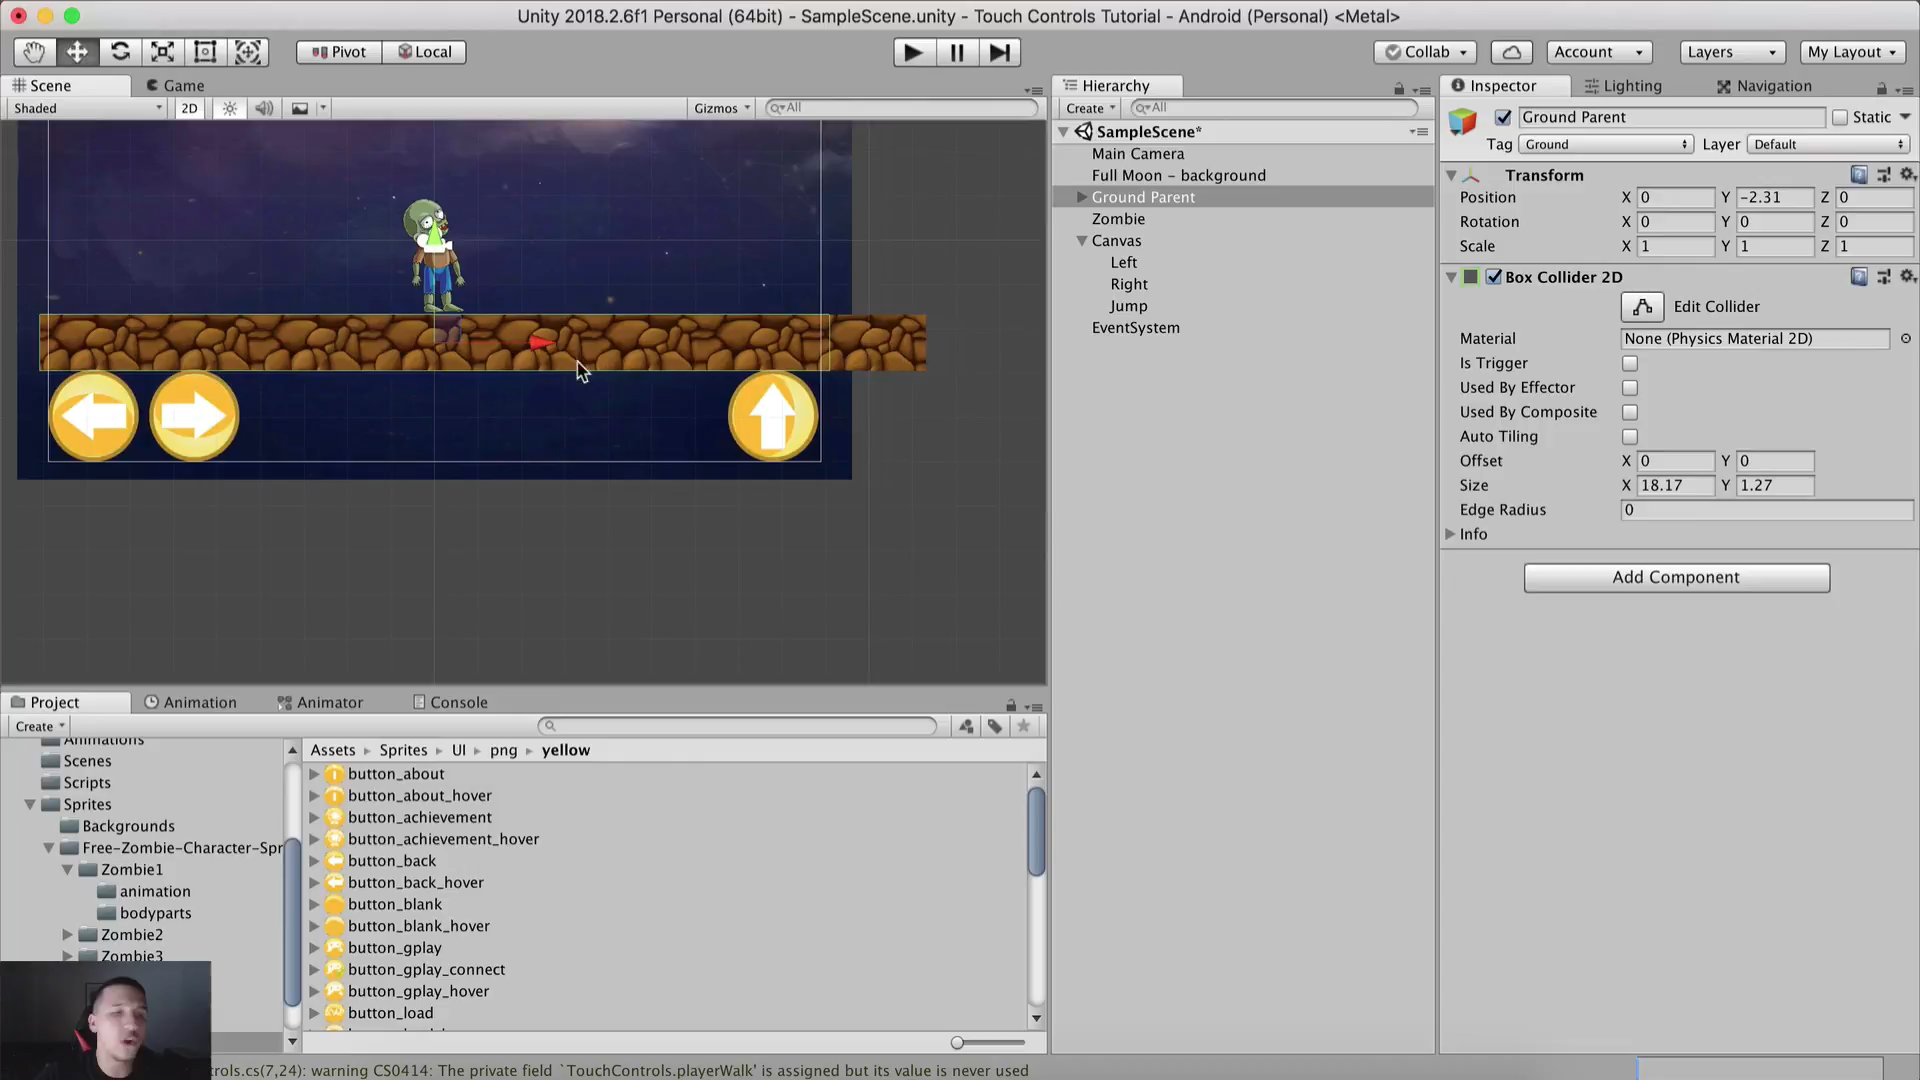 Unity 2018.2.6f1 Personal (64bit) - SampleScene.unity - Touch Controls Tutorial - Android (Personal) <Metal>
Pivot Local Collab Account Layers My Layout
Scene Game
Shaded 2D Gizmos All
Hierarchy
Create All
SampleScene*
Main Camera
Full Moon - background
Ground Parent
Zombie
Canvas
Left
Right
Jump
EventSystem
Inspector Lighting Navigation
Ground Parent Static
Tag Ground Layer Default
Transform
Position X 0 Y -2.31 Z 0
Rotation X 0 Y 0 Z 0
Scale X 1 Y 1 Z 1
Box Collider 2D
Edit Collider
Material None (Physics Material 2D)
Is Trigger
Used By Effector
Used By Composite
Auto Tiling
Offset X 0 Y 0
Size X 18.17 Y 1.27
Edge Radius 0
Info
Add Component
Project Animation Animator Console
Create
Animations
Scenes
Scripts
Sprites
Backgrounds
Free-Zombie-Character-Spr
Zombie1
animation
bodyparts
Zombie2
Zombie3
Assets Sprites UI png yellow
button_about
button_about_hover
button_achievement
button_achievement_hover
button_back
button_back_hover
button_blank
button_blank_hover
button_gplay
button_gplay_connect
button_gplay_hover
button_load
rols.cs(7,24): warning CS0414: The private field `TouchControls.playerWalk' is assigned but its value is never used